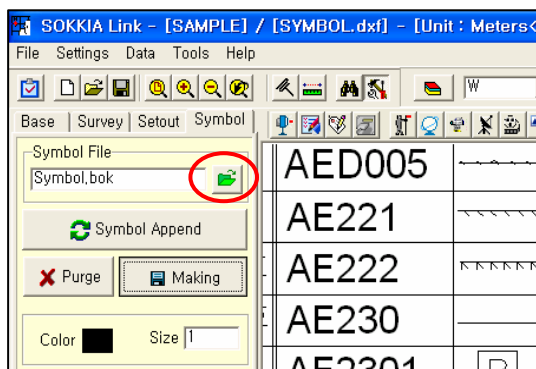 SOKKIA Link - [SAMPLE] / [SYMBOL.dxf] - [Unit : Meters<
File Settings Data Tools Help
W
Base Survey Setout Symbol
Symbol File
Symbol,bok
Symbol Append
Purge Making
Color Size 1
AED005
AE221
AE222
AE230
AE2301